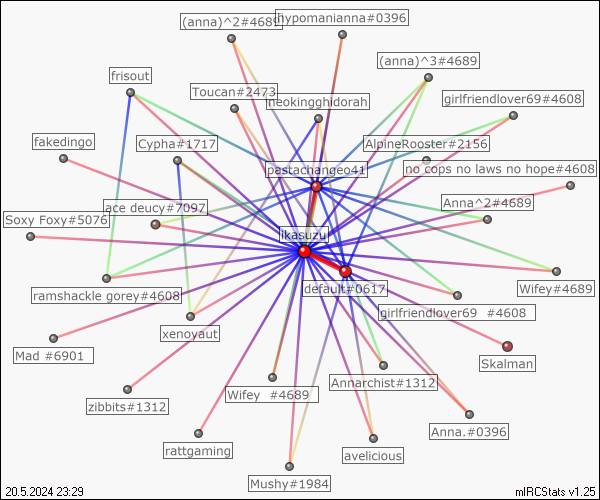 (anna)^2#4689
hypomanianna#0396
(anna)^3#4689
frisout
Toucan#2473
neokingghidorah
girlfriendlover69#4608
fakedingo
Cypha#1717
AlpineRooster#2156
pastachangeo41
no cops no laws no hope#4608
ace deucy#7097
Anna^2#4689
Soxy Foxy#5076
ikasuzu
ramshackle gorey#4608
default#0617
Wifey#4689
girlfriendlover69 #4608
xenoyaut
Mad #6901
Skalman
Annarchist#1312
Wifey #4689
zibbits#1312
Anna.#0396
rattgaming
avelicious
Mushy#1984
20.5.2024 23:29
mIRCStats v1.25